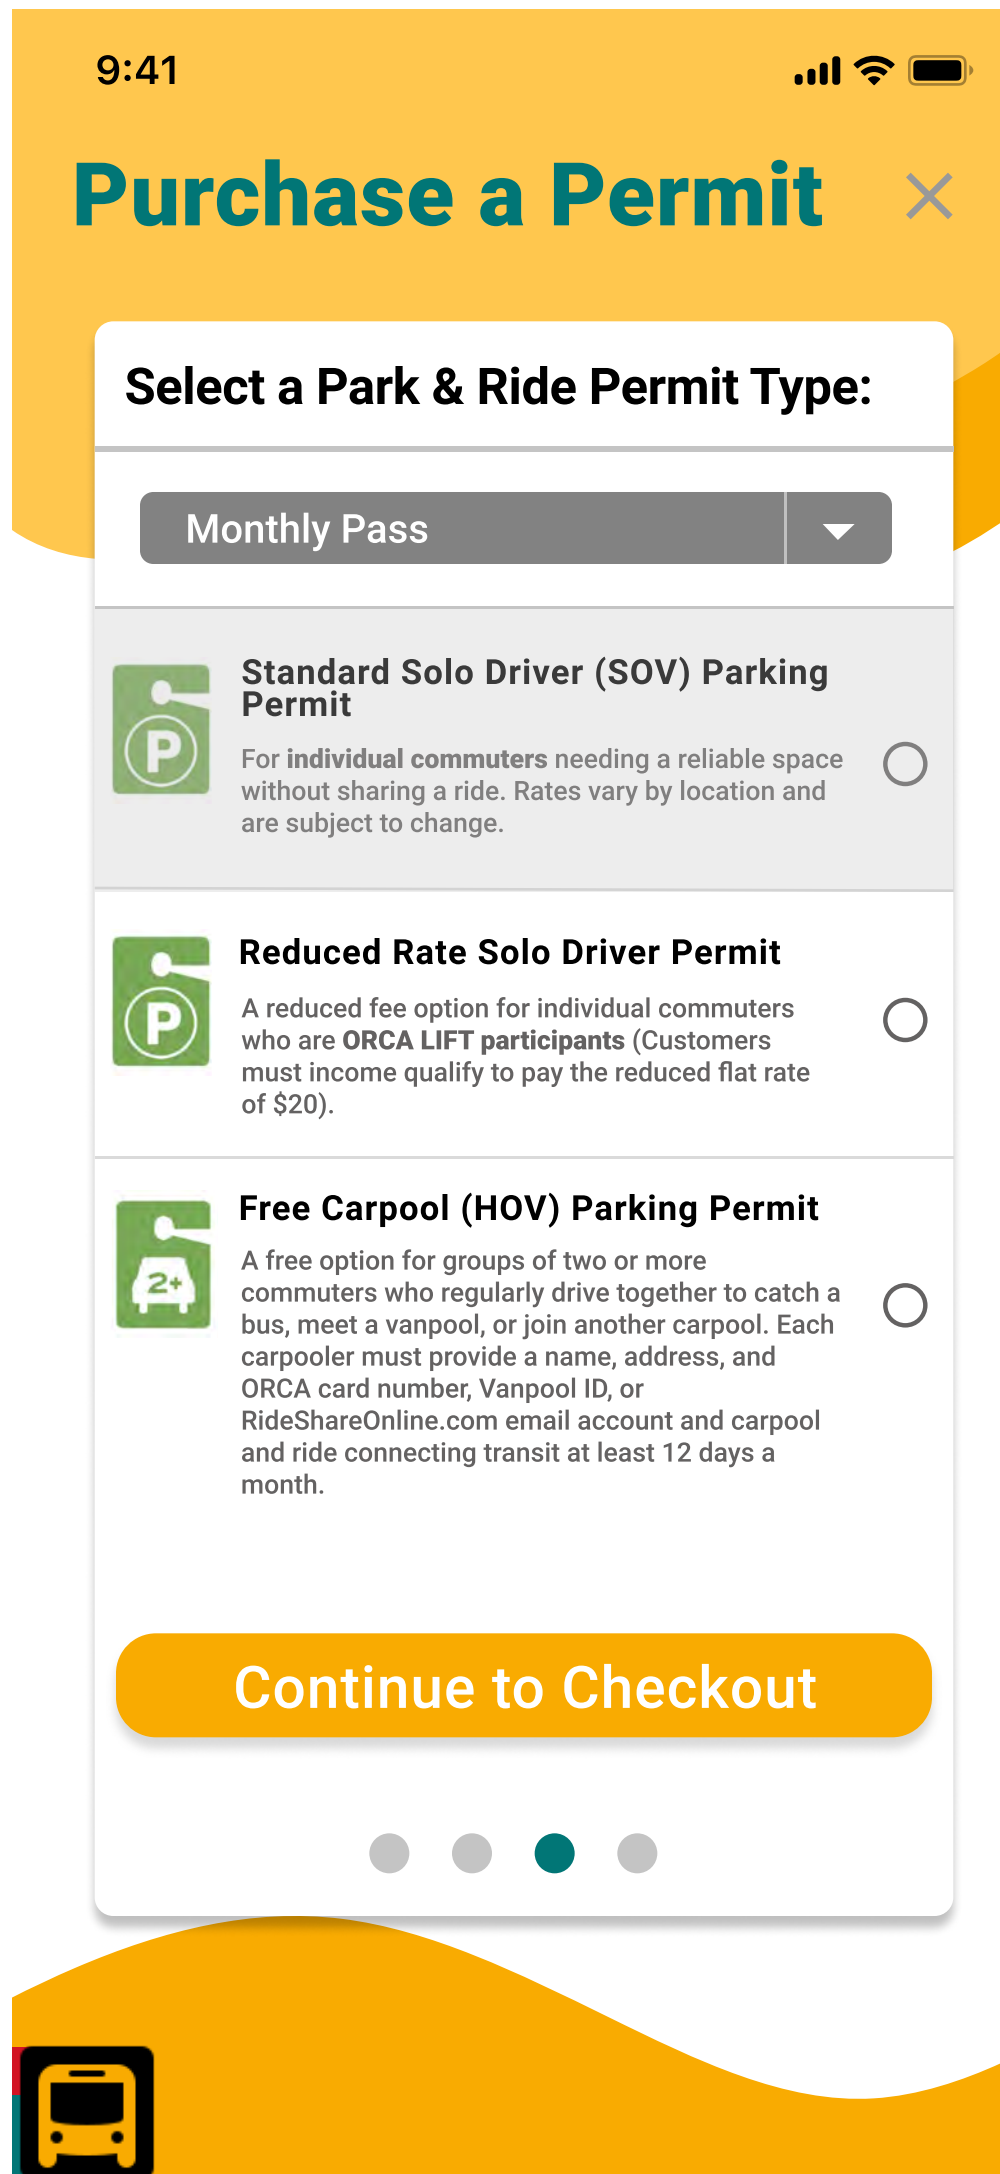 9:41
Purchase a Permit
Select a Park & Ride Permit Type:
Monthly Pass
Standard Solo Driver (SOV) Parking
Permit
P
For individual commuters needing a reliable space
without sharing a ride. Rates vary by location and
are subject to change.
Reduced Rate Solo Driver Permit
P
A reduced fee option for individual commuters
who are ORCA LIFT participants (Customers
must income qualify to pay the reduced flat rate
of $20).
Free Carpool (HOV) Parking Permit
2+
A free option for groups of two or more
commuters who regularly drive together to catch a
bus, meet a vanpool, or join another carpool. Each
carpooler must provide a name, address, and
ORCA card number, Vanpool ID, or
RideShareOnline.com email account and carpool
and ride connecting transit at least 12 days a
month.
Continue to Checkout